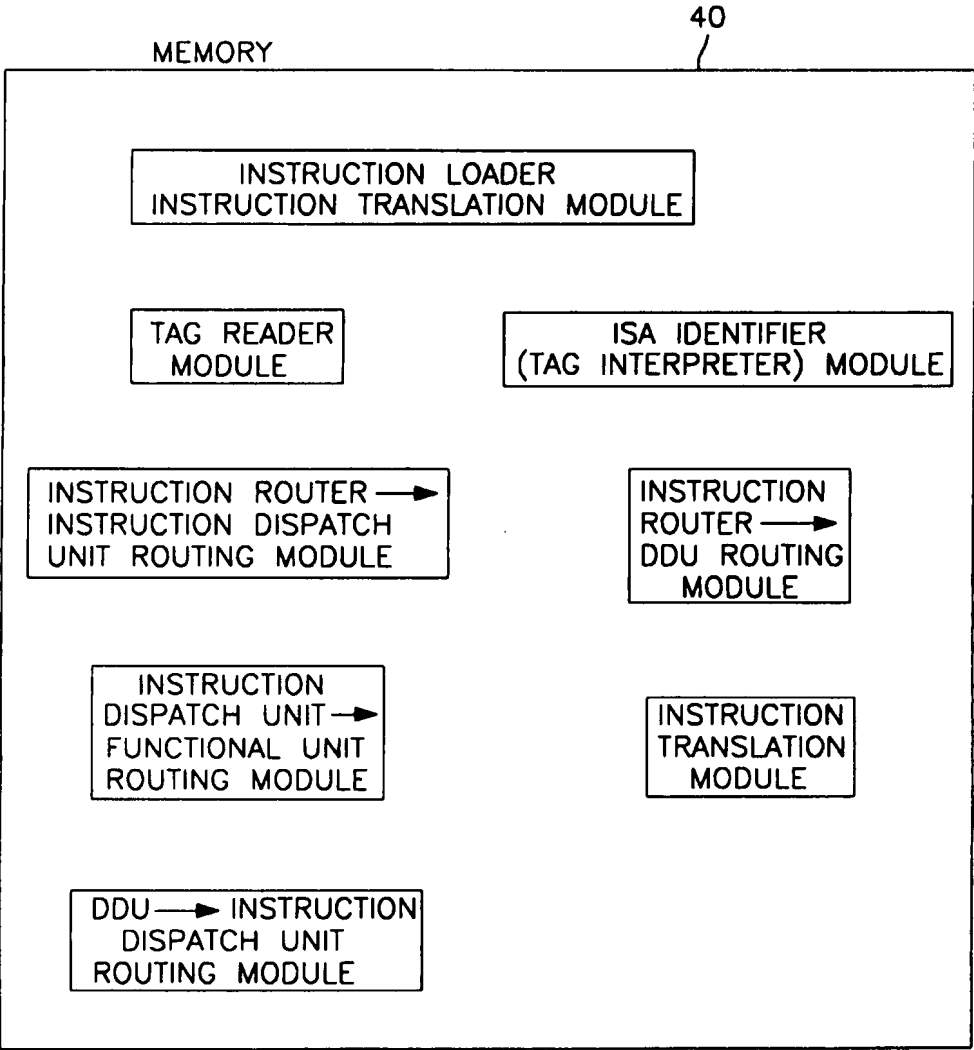 40
MEMORY
INSTRUCTION LOADER
INSTRUCTION TRANSLATION MODULE
TAG READER
MODULE
ISA IDENTIFIER
(TAG INTERPRETER) MODULE
INSTRUCTION ROUTER →
INSTRUCTION DISPATCH
UNIT ROUTING MODULE
INSTRUCTION
ROUTER →
DDU ROUTING
MODULE
INSTRUCTION
DISPATCH UNIT →
FUNCTIONAL UNIT
ROUTING MODULE
INSTRUCTION
TRANSLATION
MODULE
DDU → INSTRUCTION
DISPATCH UNIT
ROUTING MODULE